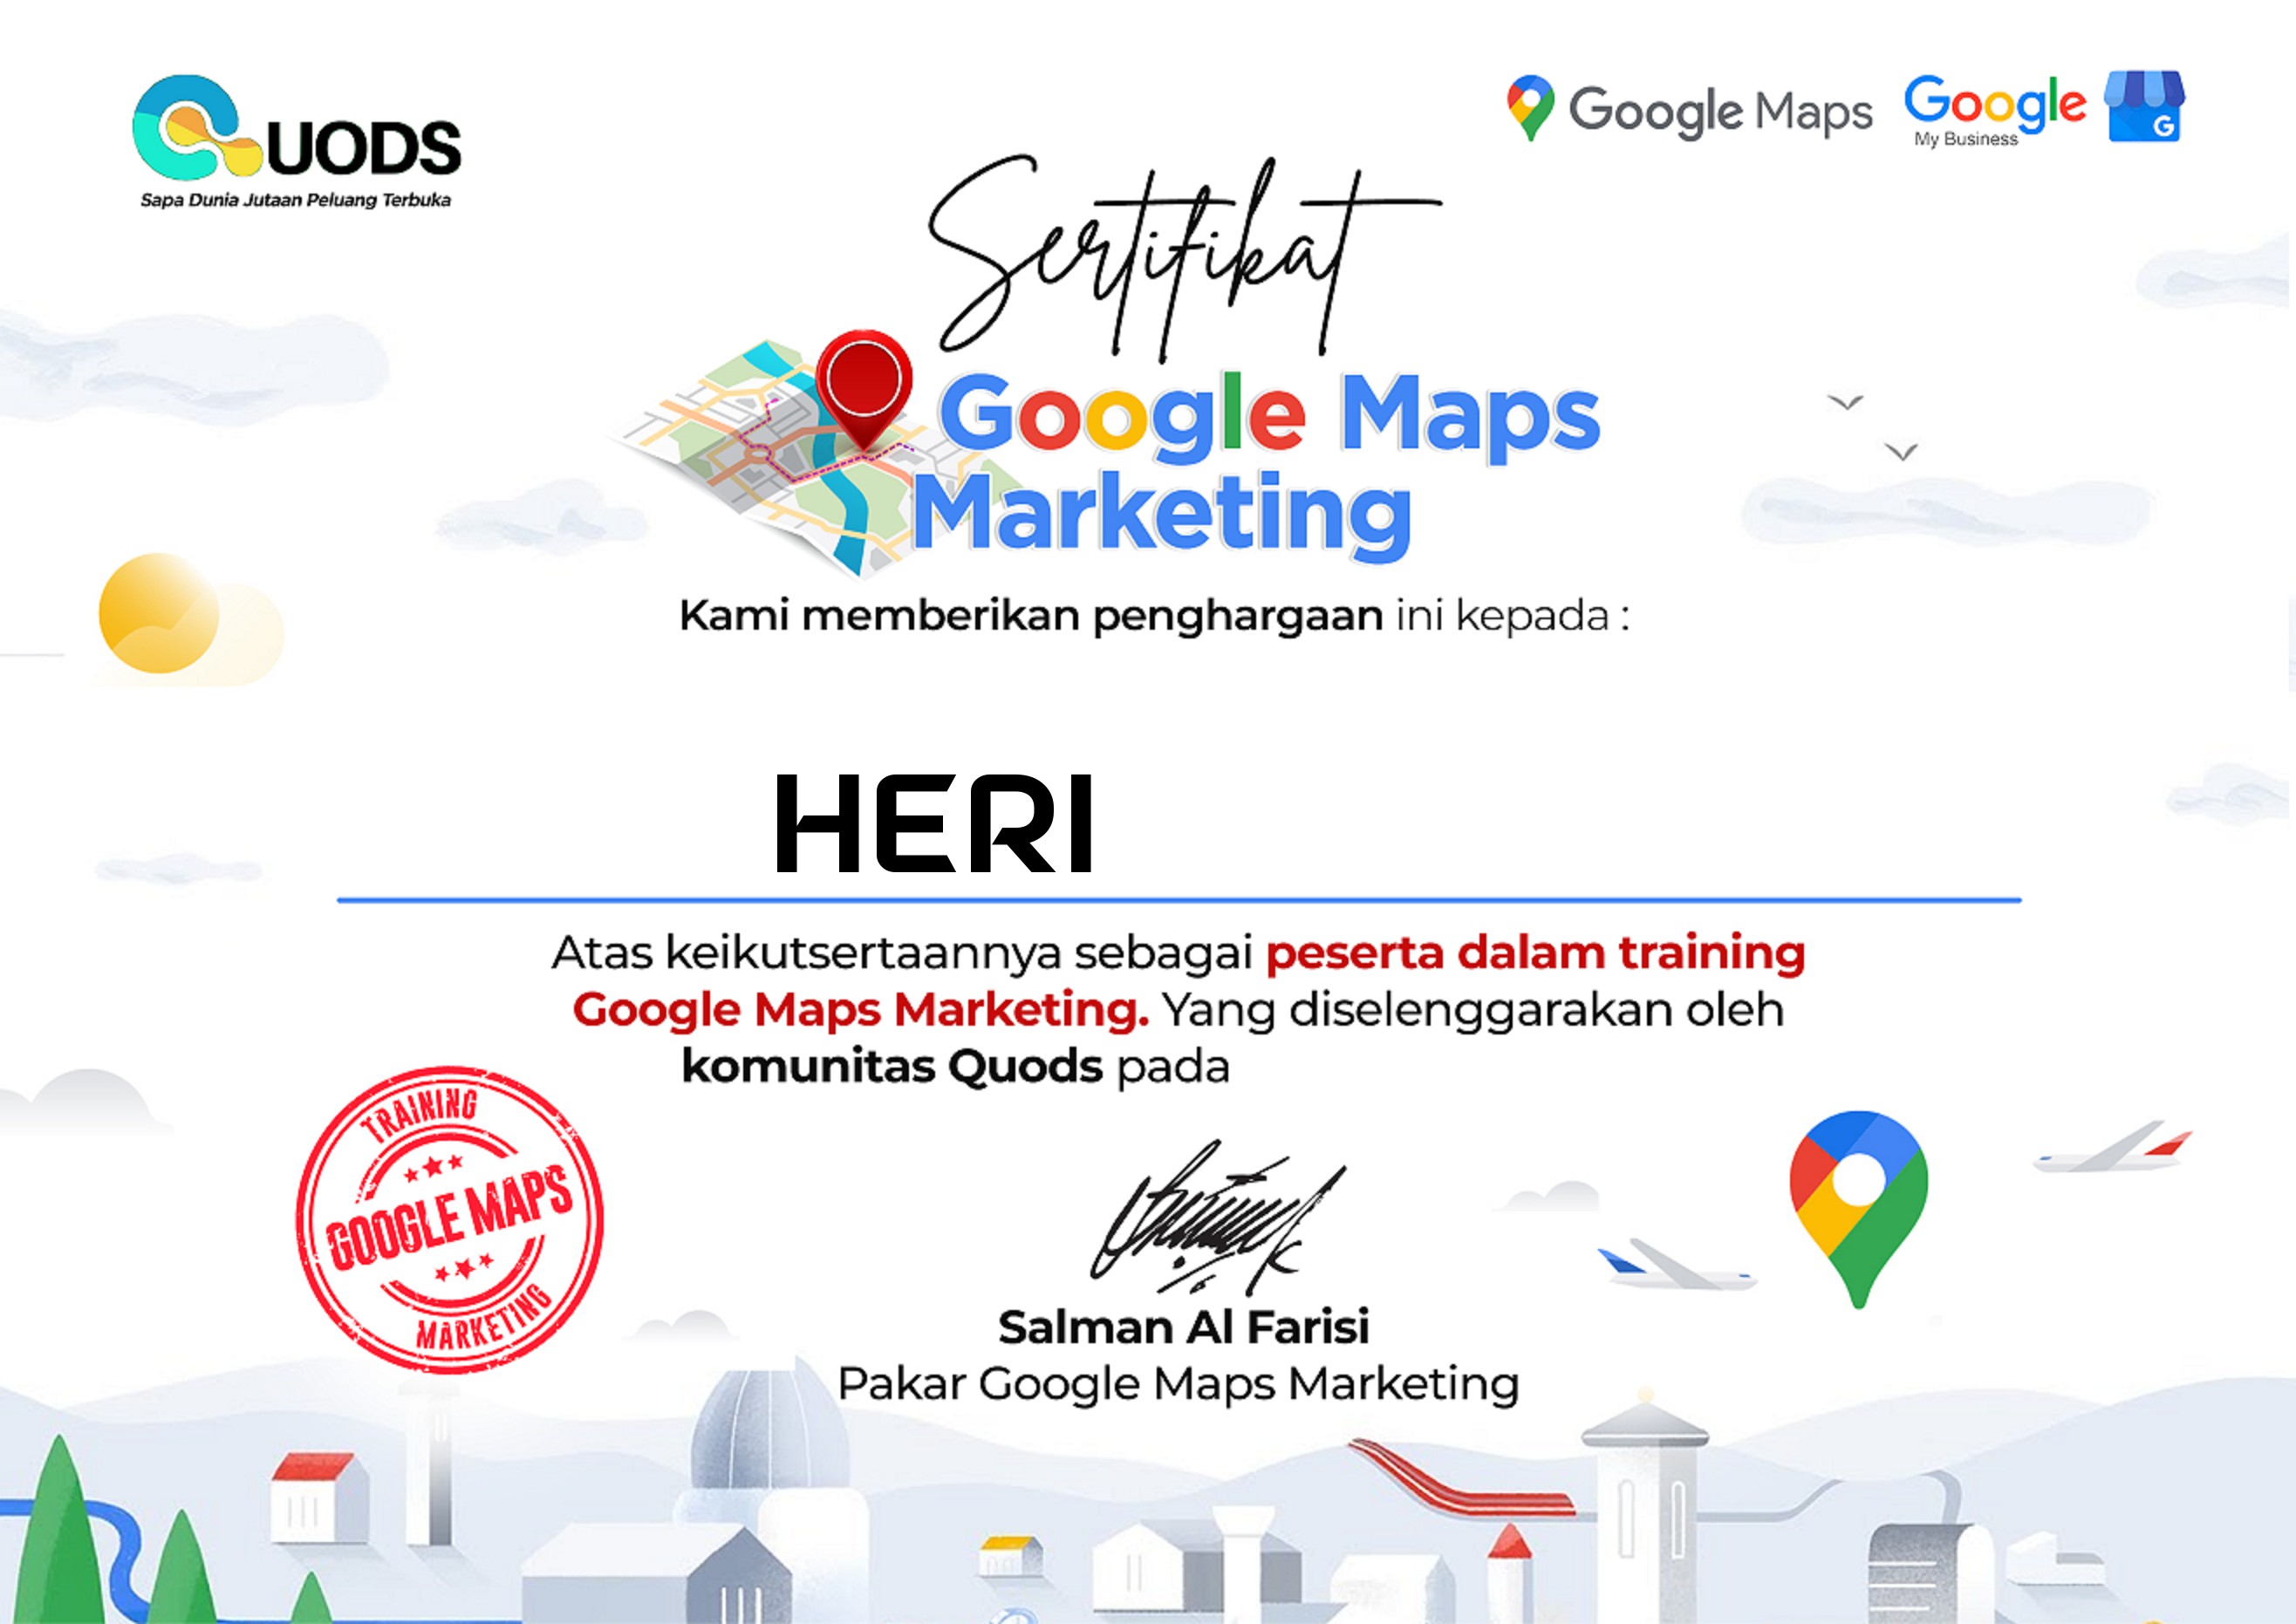 QUODS
Sapa Dunia Jutaan Peluang Terbuka
Google Maps
Google
My Business
G
Sertifikat
Google Maps
Marketing
Kami memberikan penghargaan ini kepada :
HERI
Atas keikutsertaannya sebagai peserta dalam training
Google Maps Marketing. Yang diselenggarakan oleh
komunitas Quods pada
TRAINING
GOOGLE MAPS
MARKETING
Salman Al Farisi
Pakar Google Maps Marketing